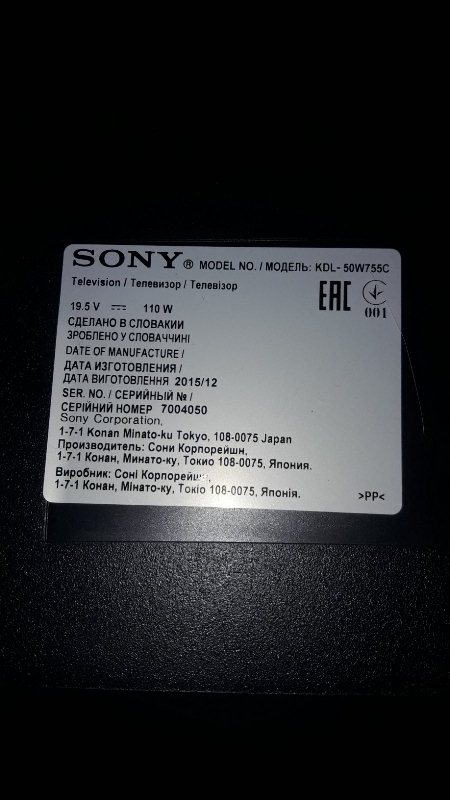 SONY® MODEL NO. / МОДЕЛЬ: KDL- 50W755C
Television / Телевизор / Телевізор
EAC
001
19.5 V ⎓ 110 W
СДЕЛАНО В СЛОВАКИИ
ЗРОБЛЕНО У СЛОВАЧЧИНІ
DATE OF MANUFACTURE /
ДАТА ИЗГОТОВЛЕНИЯ /
ДАТА ВИГОТОВЛЕННЯ 2015/12
SER. NO. / СЕРИЙНЫЙ № /
СЕРІЙНИЙ НОМЕР 7004050
Sony Corporation,
1-7-1 Konan Minato-ku Tokyo, 108-0075 Japan
Производитель: Сони Корпорейшн,
1-7-1 Конан, Минато-ку, Токио 108-0075, Япония.
Виробник: Соні Корпорейшн,
1-7-1 Конан, Мінато-ку, Токіо 108-0075, Японія.
>PP<